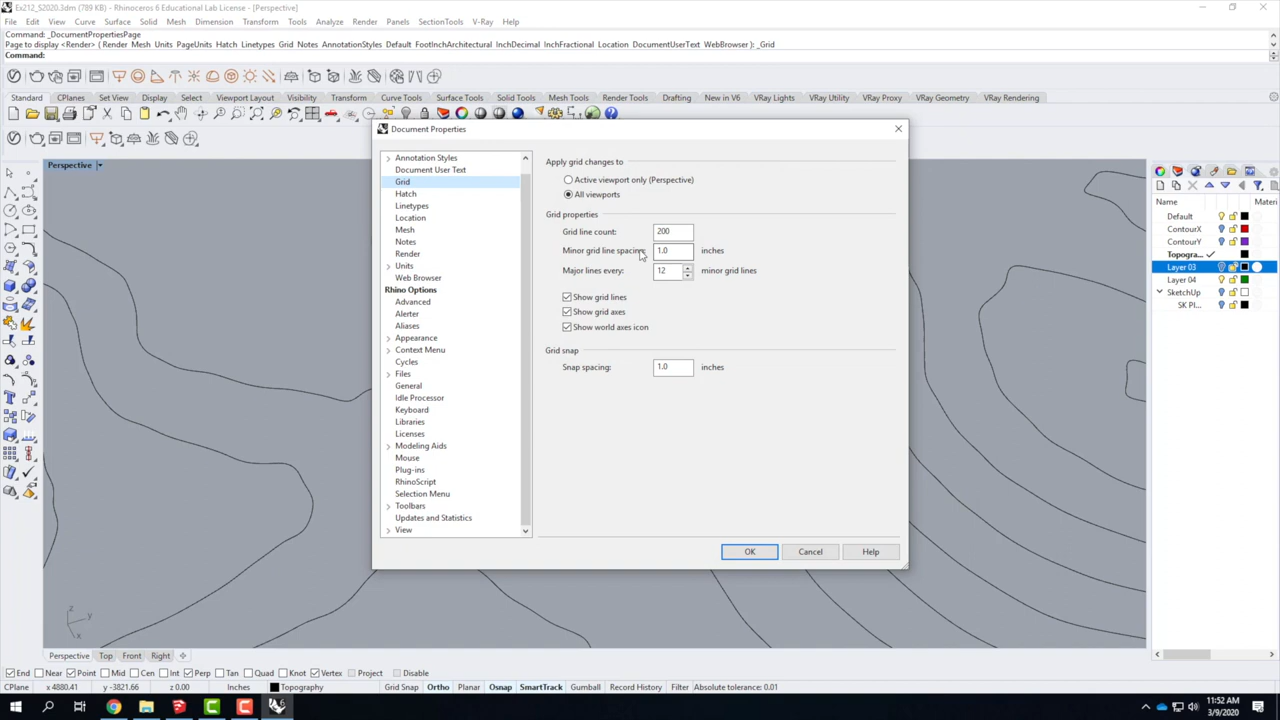 Ex212_S2020.3dm (789 KB) - Rhinoceros 6 Educational Lab License - [Perspective]
File Edit View Curve Surface Solid Mesh Dimension Transform Tools Analyze Render Panels SectionTools V-Ray Help
Command: _DocumentPropertiesPage
Page to display <Render> ( Render Mesh Units PageUnits Hatch Linetypes Grid Notes AnnotationStyles Default FootInchArchitectural InchDecimal InchFractional Location DocumentUserText WebBrowser ): _Grid
Command:
Standard CPlanes Set View Display Select Viewport Layout Visibility Transform Curve Tools Surface Tools Solid Tools Mesh Tools Render Tools Drafting New in V6 VRay Lights VRay Utility VRay Proxy VRay Geometry VRay Rendering
Perspective
Document Properties
Annotation Styles
Document User Text
Grid
Hatch
Linetypes
Location
Mesh
Notes
Render
Units
Web Browser
Rhino Options
Advanced
Alerter
Aliases
Appearance
Context Menu
Cycles
Files
General
Idle Processor
Keyboard
Libraries
Licenses
Modeling Aids
Mouse
Plug-ins
RhinoScript
Selection Menu
Toolbars
Updates and Statistics
View
Apply grid changes to
Active viewport only (Perspective)
All viewports
Grid properties
Grid line count: 200
Minor grid line spacing: 1.0 inches
Major lines every: 12 minor grid lines
Show grid lines
Show grid axes
Show world axes icon
Grid snap
Snap spacing: 1.0 inches
OK Cancel Help
Name Materi
Default
ContourX
ContourY
Topogra...
Layer 03
Layer 04
SketchUp
SK Pl...
z
y
x
Perspective Top Front Right
End Near Point Mid Cen Int Perp Tan Quad Knot Vertex Project Disable
CPlane x 4880.41 y -3821.66 z 0.00 Inches Topography Grid Snap Ortho Planar Osnap SmartTrack Gumball Record History Filter Absolute tolerance: 0.01
11:52 AM
3/9/2020